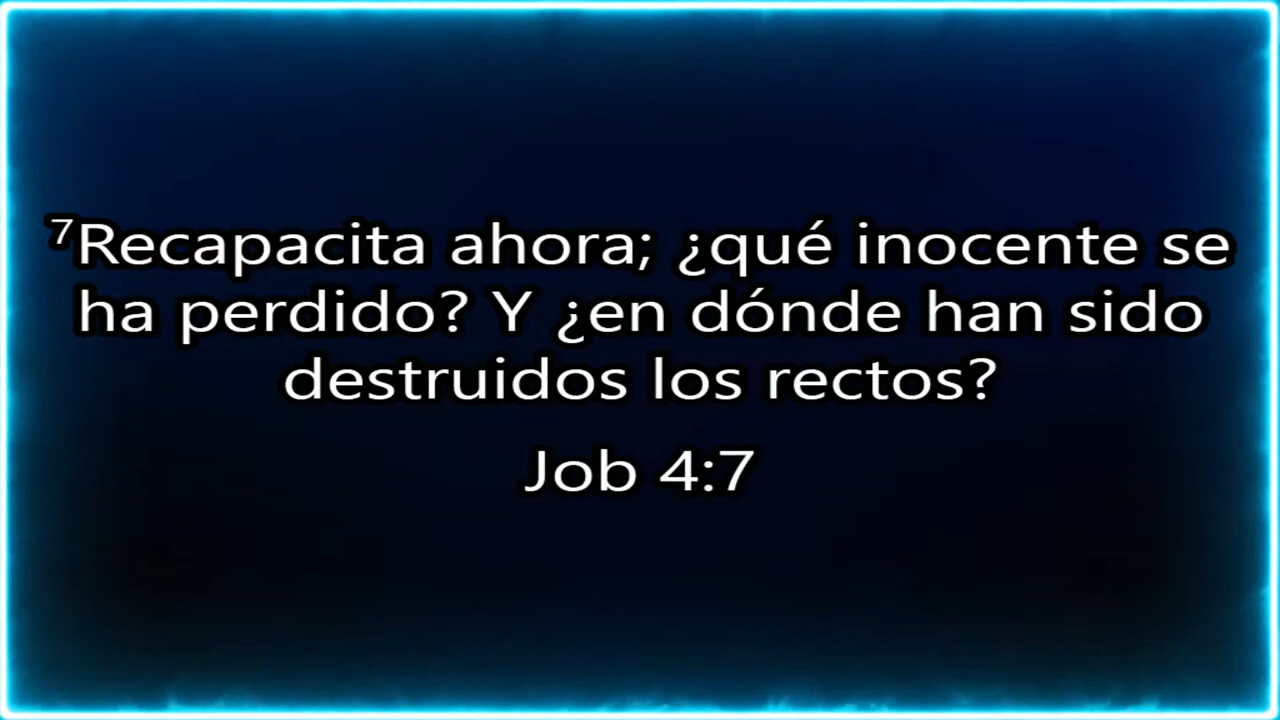 ⁷Recapacita ahora; ¿qué inocente se
ha perdido? Y ¿en dónde han sido
destruidos los rectos?
Job 4:7